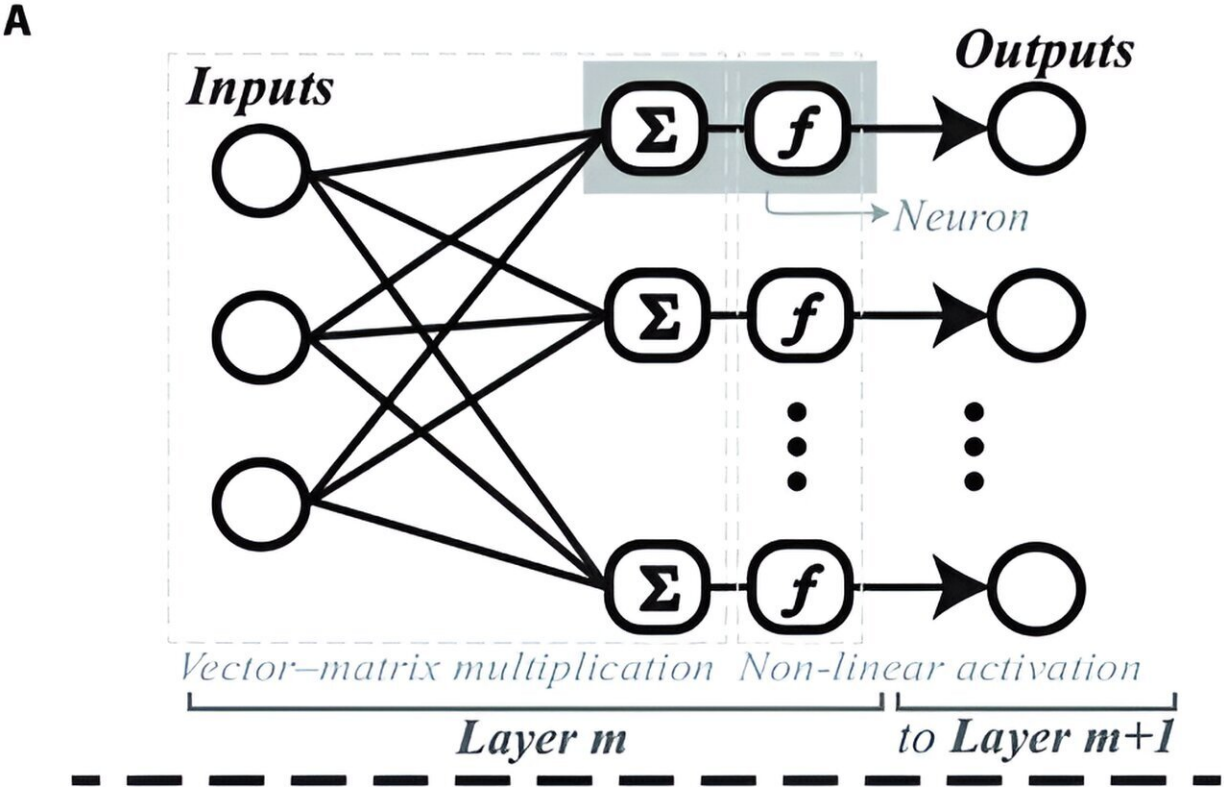 A
Inputs
Outputs
Σ f
Neuron
Σ f
Σ f
Vector–matrix multiplication Non-linear activation
Layer m to Layer m+1